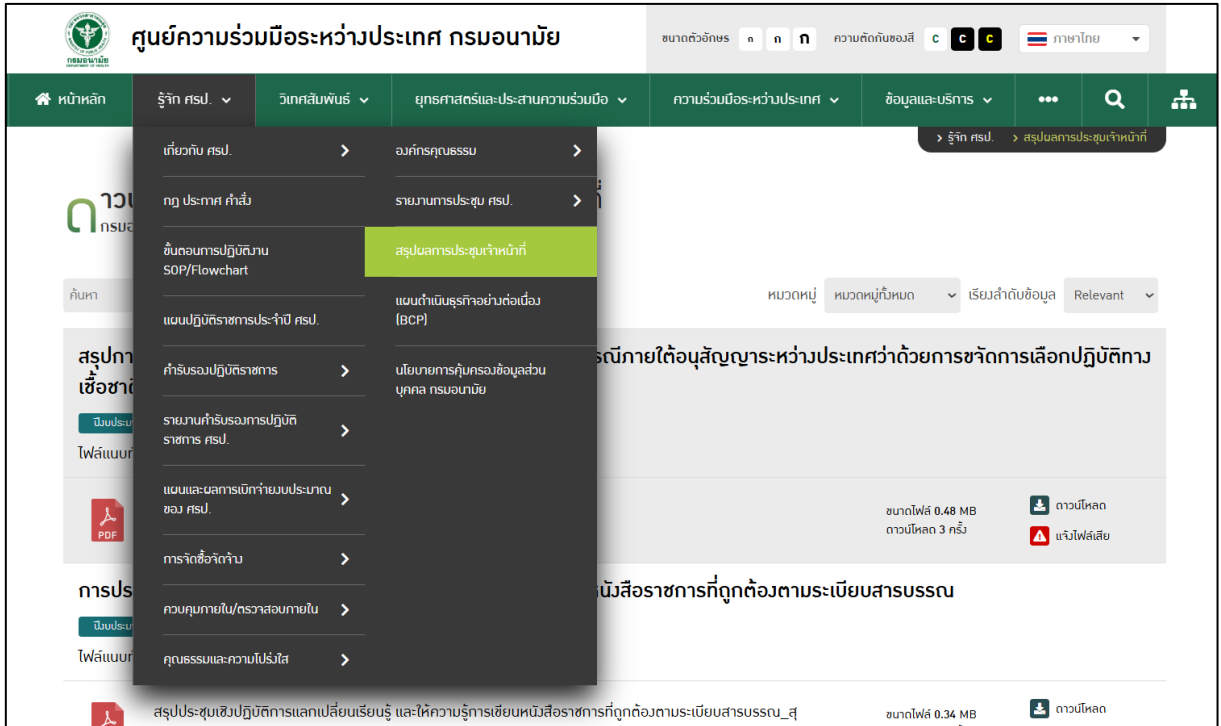 ศูนย์ความร่วมมือระหว่างประเทศ กรมอนามัย
ขนาดตัวอักษร ก ก ก ความตัดกันของสี C C C ภาษาไทย
กรมอนามัย
DEPARTMENT OF HEALTH
หน้าหลัก รู้จัก ศรป. วิเทศสัมพันธ์ ยุทธศาสตร์และประสานความร่วมมือ ความร่วมมือระหว่างประเทศ ข้อมูลและบริการ
> รู้จัก ศรป. > สรุปผลการประชุมเจ้าหน้าที่
เกี่ยวกับ ศรป.
กฎ ประกาศ คำสั่ง
ขั้นตอนการปฏิบัติงาน
SOP/Flowchart
แผนปฏิบัติราชการประจำปี ศรป.
คำรับรองปฏิบัติราชการ
รายงานคำรับรองการปฏิบัติ
ราชการ ศรป.
แผนและผลการเบิกจ่ายงบประมาณ
ของ ศรป.
การจัดซื้อจัดจ้าง
ควบคุมภายใน/ตรวจสอบภายใน
คุณธรรมและความโปร่งใส
องค์กรคุณธรรม
รายงานการประชุม ศรป.
สรุปผลการประชุมเจ้าหน้าที่
แผนดำเนินธุรกิจอย่างต่อเนื่อง
(BCP)
นโยบายการคุ้มครองข้อมูลส่วน
บุคคล กรมอนามัย
ค้นหา
หมวดหมู่ หมวดหมู่ทั้งหมด เรียงลำดับข้อมูล Relevant
สรุปกา รณีภายใต้อนุสัญญาระหว่างประเทศว่าด้วยการขจัดการเลือกปฏิบัติทาง
เชื้อชาติ
ปีงบประม
ไฟล์แนบท
PDF
ขนาดไฟล์ 0.48 MB
ดาวน์โหลด 3 ครั้ง
ดาวน์โหลด
แจ้งไฟล์เสีย
การประ นังสือราชการที่ถูกต้องตามระเบียบสารบรรณ
ปีงบประม
ไฟล์แนบท
สรุปประชุมเชิงปฏิบัติการแลกเปลี่ยนเรียนรู้ และให้ความรู้การเขียนหนังสือราชการที่ถูกต้องตามระเบียบสารบรรณ_สุ
ขนาดไฟล์ 0.34 MB
ดาวน์โหลด